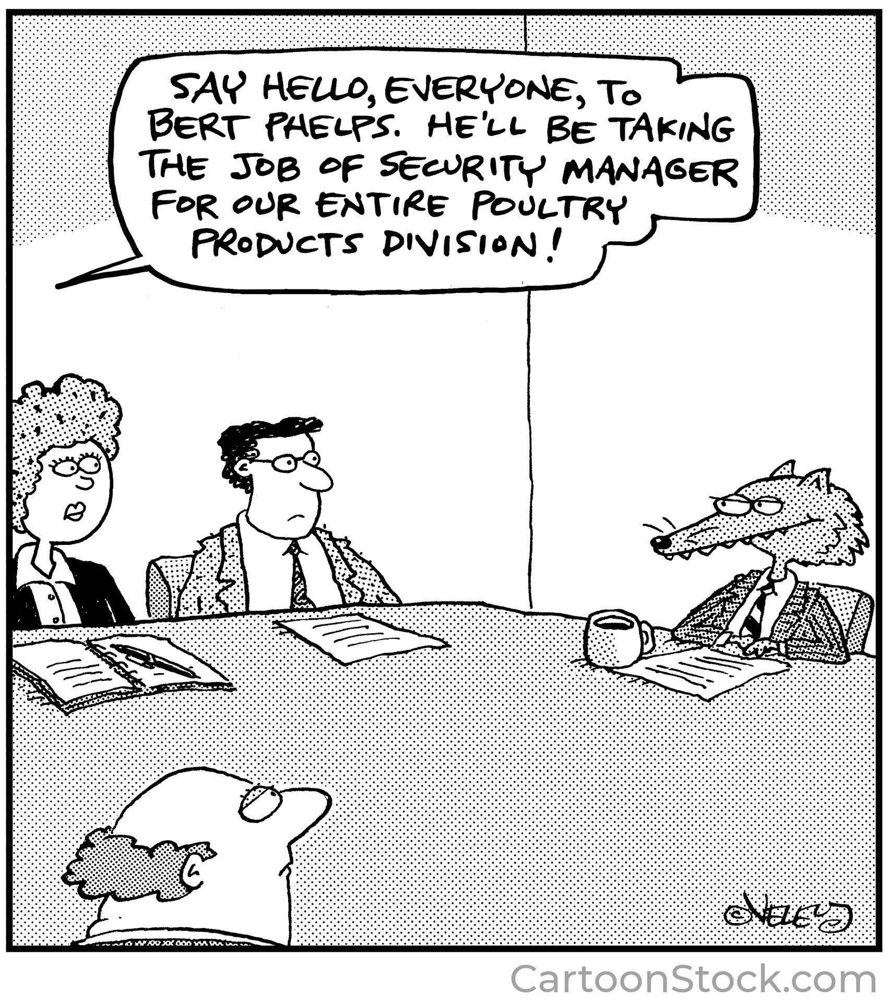 SAY HELLO, EVERYONE, TO
BERT PHELPS. HE'LL BE TAKING
THE JOB OF SECURITY MANAGER
FOR OUR ENTIRE POULTRY
PRODUCTS DIVISION!
©VELEY
CartoonStock.com